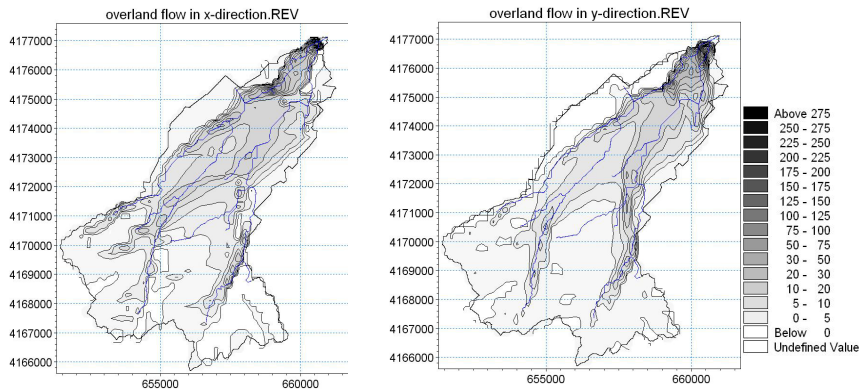 overland flow in x-direction.REV
4177000
4176000
4175000
4174000
4173000
4172000
4171000
4170000
4169000
4168000
4167000
4166000
655000 660000
overland flow in y-direction.REV
4177000
4176000
4175000
4174000
4173000
4172000
4171000
4170000
4169000
4168000
4167000
4166000
655000 660000
Above 275
250 - 275
225 - 250
200 - 225
175 - 200
150 - 175
125 - 150
100 - 125
75 - 100
50 - 75
30 - 50
20 - 30
10 - 20
5 - 10
0 - 5
Below 0
Undefined Value